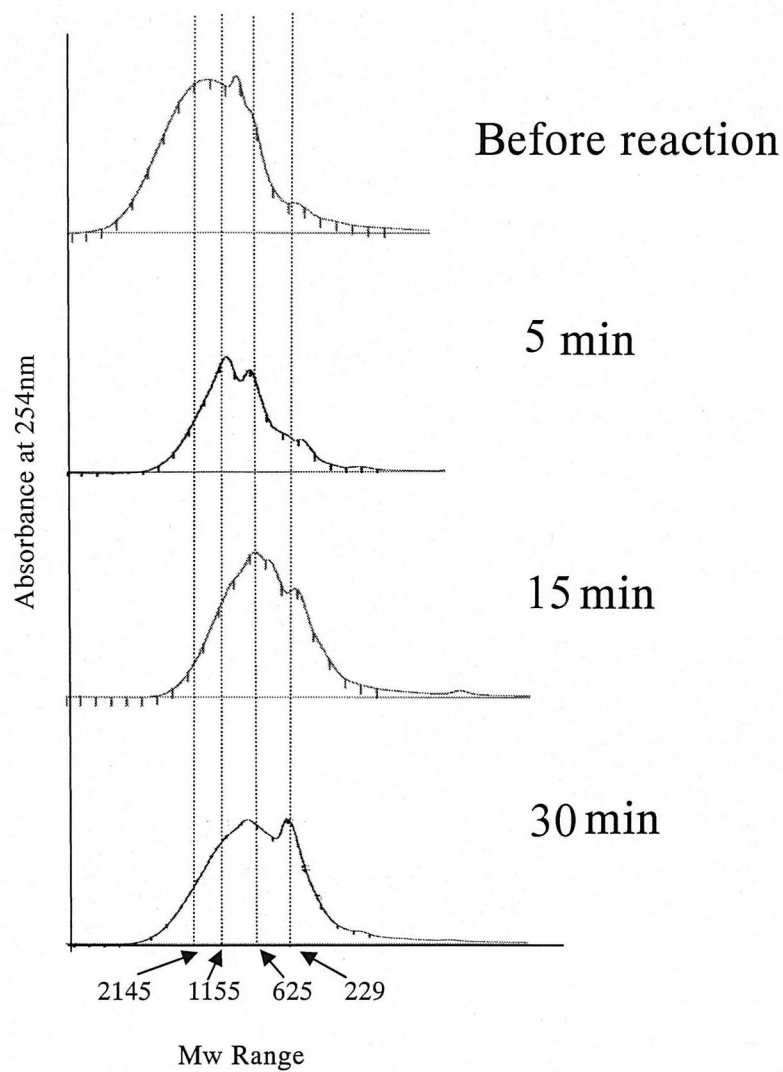 Before reaction
5 min
15 min
30 min
Absorbance at 254nm
2145 1155 625 229
Mw Range